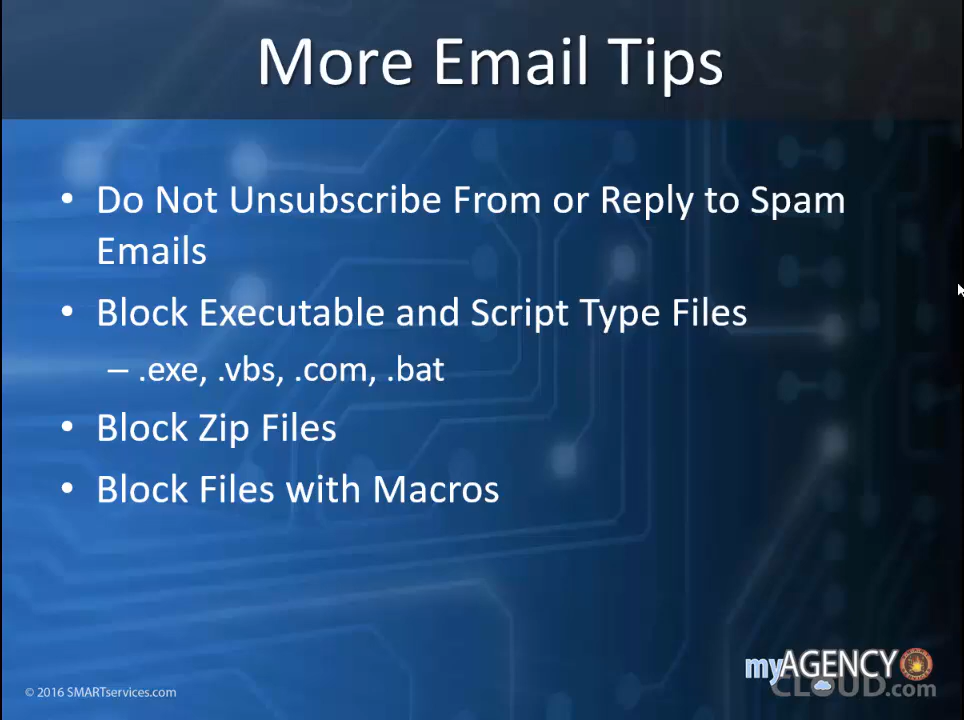 More Email Tips
• Do Not Unsubscribe From or Reply to Spam
Emails
• Block Executable and Script Type Files
– .exe, .vbs, .com, .bat
• Block Zip Files
• Block Files with Macros
myAGENCY
CLOUD.com
© 2016 SMARTservices.com